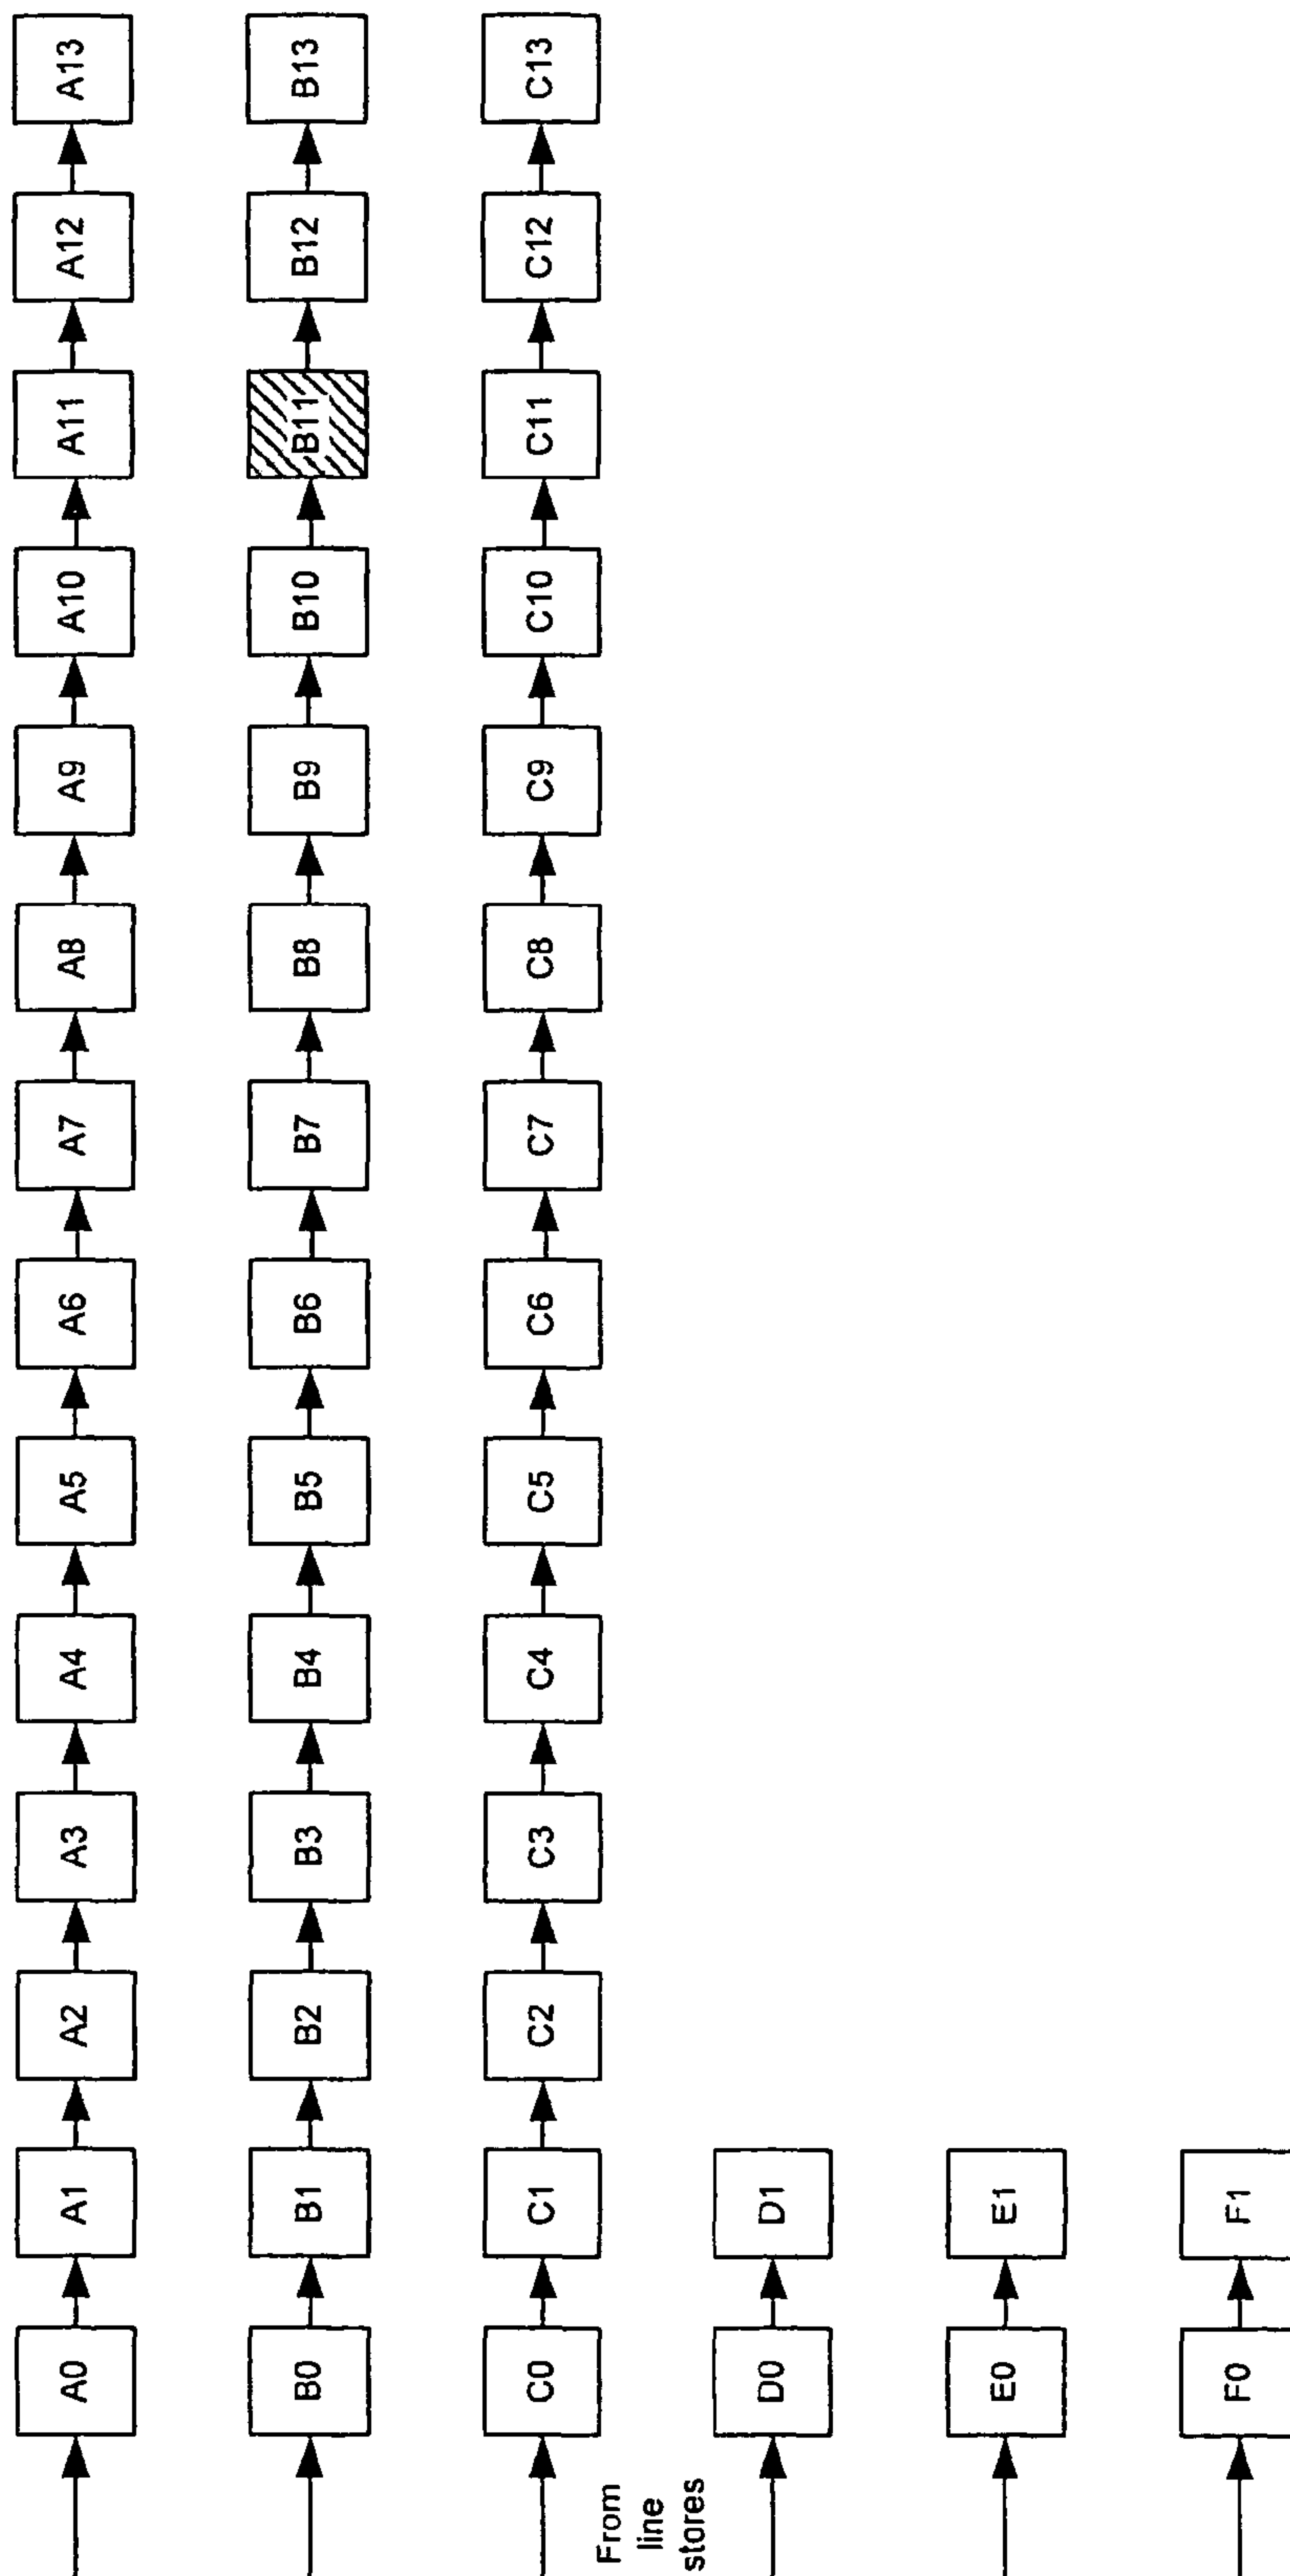 A0 A1 A2 A3 A4 A5 A6 A7 A8 A9 A10 A11 A12 A13
B0 B1 B2 B3 B4 B5 B6 B7 B8 B9 B10 B11 B12 B13
C0 C1 C2 C3 C4 C5 C6 C7 C8 C9 C10 C11 C12 C13
From
line
stores
D0 D1
E0 E1
F0 F1